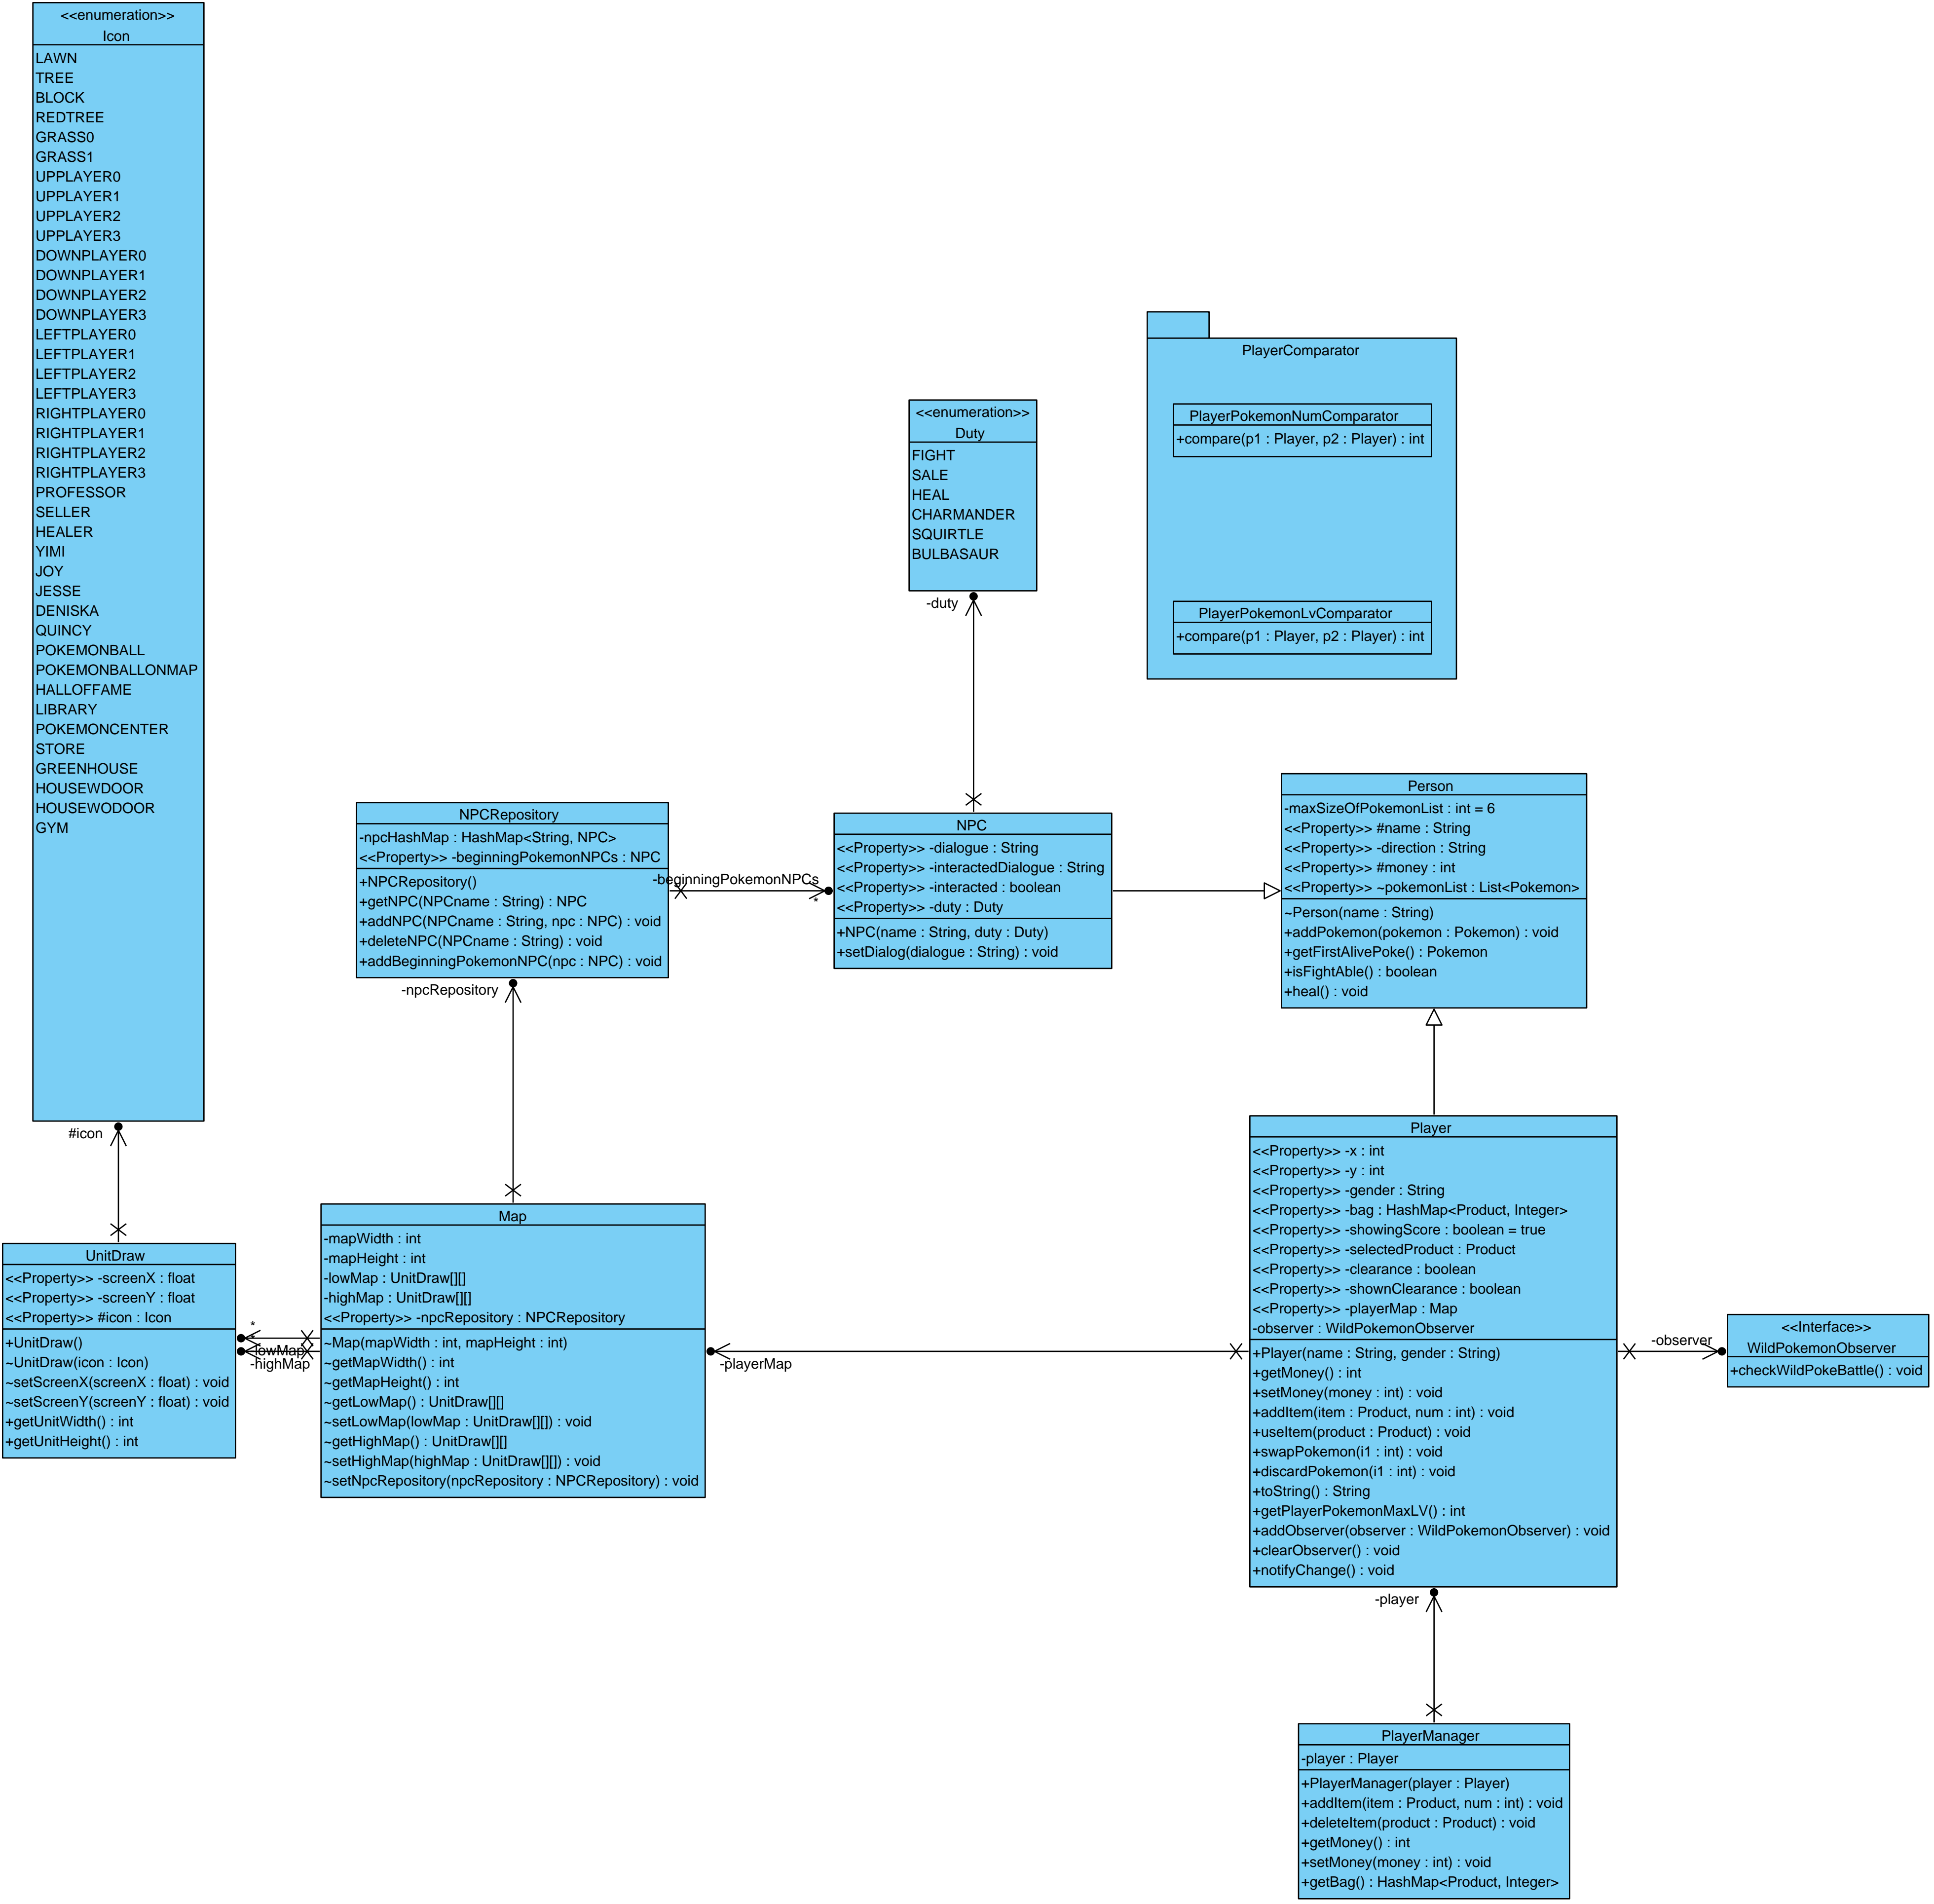 <<enumeration>>
Icon
LAWN
TREE
BLOCK
REDTREE
GRASS0
GRASS1
UPPLAYER0
UPPLAYER1
UPPLAYER2
UPPLAYER3
DOWNPLAYER0
DOWNPLAYER1
DOWNPLAYER2
DOWNPLAYER3
LEFTPLAYER0
LEFTPLAYER1
LEFTPLAYER2
LEFTPLAYER3
RIGHTPLAYER0
RIGHTPLAYER1
RIGHTPLAYER2
RIGHTPLAYER3
PROFESSOR
SELLER
HEALER
YIMI
JOY
JESSE
DENISKA
QUINCY
POKEMONBALL
POKEMONBALLONMAP
HALLOFFAME
LIBRARY
POKEMONCENTER
STORE
GREENHOUSE
HOUSEWDOOR
HOUSEWODOOR
GYM
#icon
PlayerComparator
PlayerPokemonNumComparator
+compare(p1 : Player, p2 : Player) : int
PlayerPokemonLvComparator
+compare(p1 : Player, p2 : Player) : int
<<enumeration>>
Duty
FIGHT
SALE
HEAL
CHARMANDER
SQUIRTLE
BULBASAUR
-duty
NPCRepository
-npcHashMap : HashMap<String, NPC>
<<Property>> -beginningPokemonNPCs : NPC
+NPCRepository()
+getNPC(NPCname : String) : NPC
+addNPC(NPCname : String, npc : NPC) : void
+deleteNPC(NPCname : String) : void
+addBeginningPokemonNPC(npc : NPC) : void
-beginningPokemonNPCs
*
-npcRepository
NPC
<<Property>> -dialogue : String
<<Property>> -interactedDialogue : String
<<Property>> -interacted : boolean
<<Property>> -duty : Duty
+NPC(name : String, duty : Duty)
+setDialog(dialogue : String) : void
Person
-maxSizeOfPokemonList : int = 6
<<Property>> #name : String
<<Property>> -direction : String
<<Property>> #money : int
<<Property>> ~pokemonList : List<Pokemon>
~Person(name : String)
+addPokemon(pokemon : Pokemon) : void
+getFirstAlivePoke() : Pokemon
+isFightAble() : boolean
+heal() : void
UnitDraw
<<Property>> -screenX : float
<<Property>> -screenY : float
<<Property>> #icon : Icon
+UnitDraw()
~UnitDraw(icon : Icon)
~setScreenX(screenX : float) : void
~setScreenY(screenY : float) : void
+getUnitWidth() : int
+getUnitHeight() : int
*
*
-lowMap
-highMap
Map
-mapWidth : int
-mapHeight : int
-lowMap : UnitDraw[][]
-highMap : UnitDraw[][]
<<Property>> -npcRepository : NPCRepository
~Map(mapWidth : int, mapHeight : int)
~getMapWidth() : int
~getMapHeight() : int
~getLowMap() : UnitDraw[][]
~setLowMap(lowMap : UnitDraw[][]) : void
~getHighMap() : UnitDraw[][]
~setHighMap(highMap : UnitDraw[][]) : void
~setNpcRepository(npcRepository : NPCRepository) : void
-playerMap
Player
<<Property>> -x : int
<<Property>> -y : int
<<Property>> -gender : String
<<Property>> -bag : HashMap<Product, Integer>
<<Property>> -showingScore : boolean = true
<<Property>> -selectedProduct : Product
<<Property>> -clearance : boolean
<<Property>> -shownClearance : boolean
<<Property>> -playerMap : Map
-observer : WildPokemonObserver
+Player(name : String, gender : String)
+getMoney() : int
+setMoney(money : int) : void
+addItem(item : Product, num : int) : void
+useItem(product : Product) : void
+swapPokemon(i1 : int) : void
+discardPokemon(i1 : int) : void
+toString() : String
+getPlayerPokemonMaxLV() : int
+addObserver(observer : WildPokemonObserver) : void
+clearObserver() : void
+notifyChange() : void
-observer
<<Interface>>
WildPokemonObserver
+checkWildPokeBattle() : void
-player
PlayerManager
-player : Player
+PlayerManager(player : Player)
+addItem(item : Product, num : int) : void
+deleteItem(product : Product) : void
+getMoney() : int
+setMoney(money : int) : void
+getBag() : HashMap<Product, Integer>